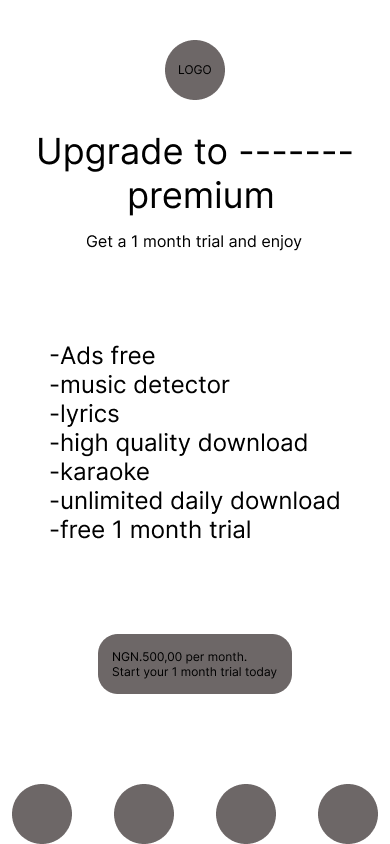 LOGO
Upgrade to -------
premium
Get a 1 month trial and enjoy
-Ads free
-music detector
-lyrics
-high quality download
-karaoke
-unlimited daily download
-free 1 month trial
NGN.500,00 per month.
Start your 1 month trial today